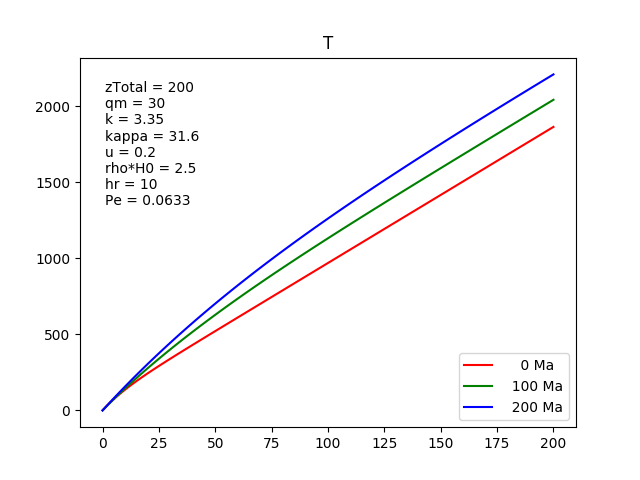 T
zTotal = 200
qm = 30
k = 3.35
kappa = 31.6
u = 0.2
rho*H0 = 2.5
hr = 10
Pe = 0.0633
2000
1500
1000
500
0
0 Ma
100 Ma
200 Ma
0 25 50 75 100 125 150 175 200